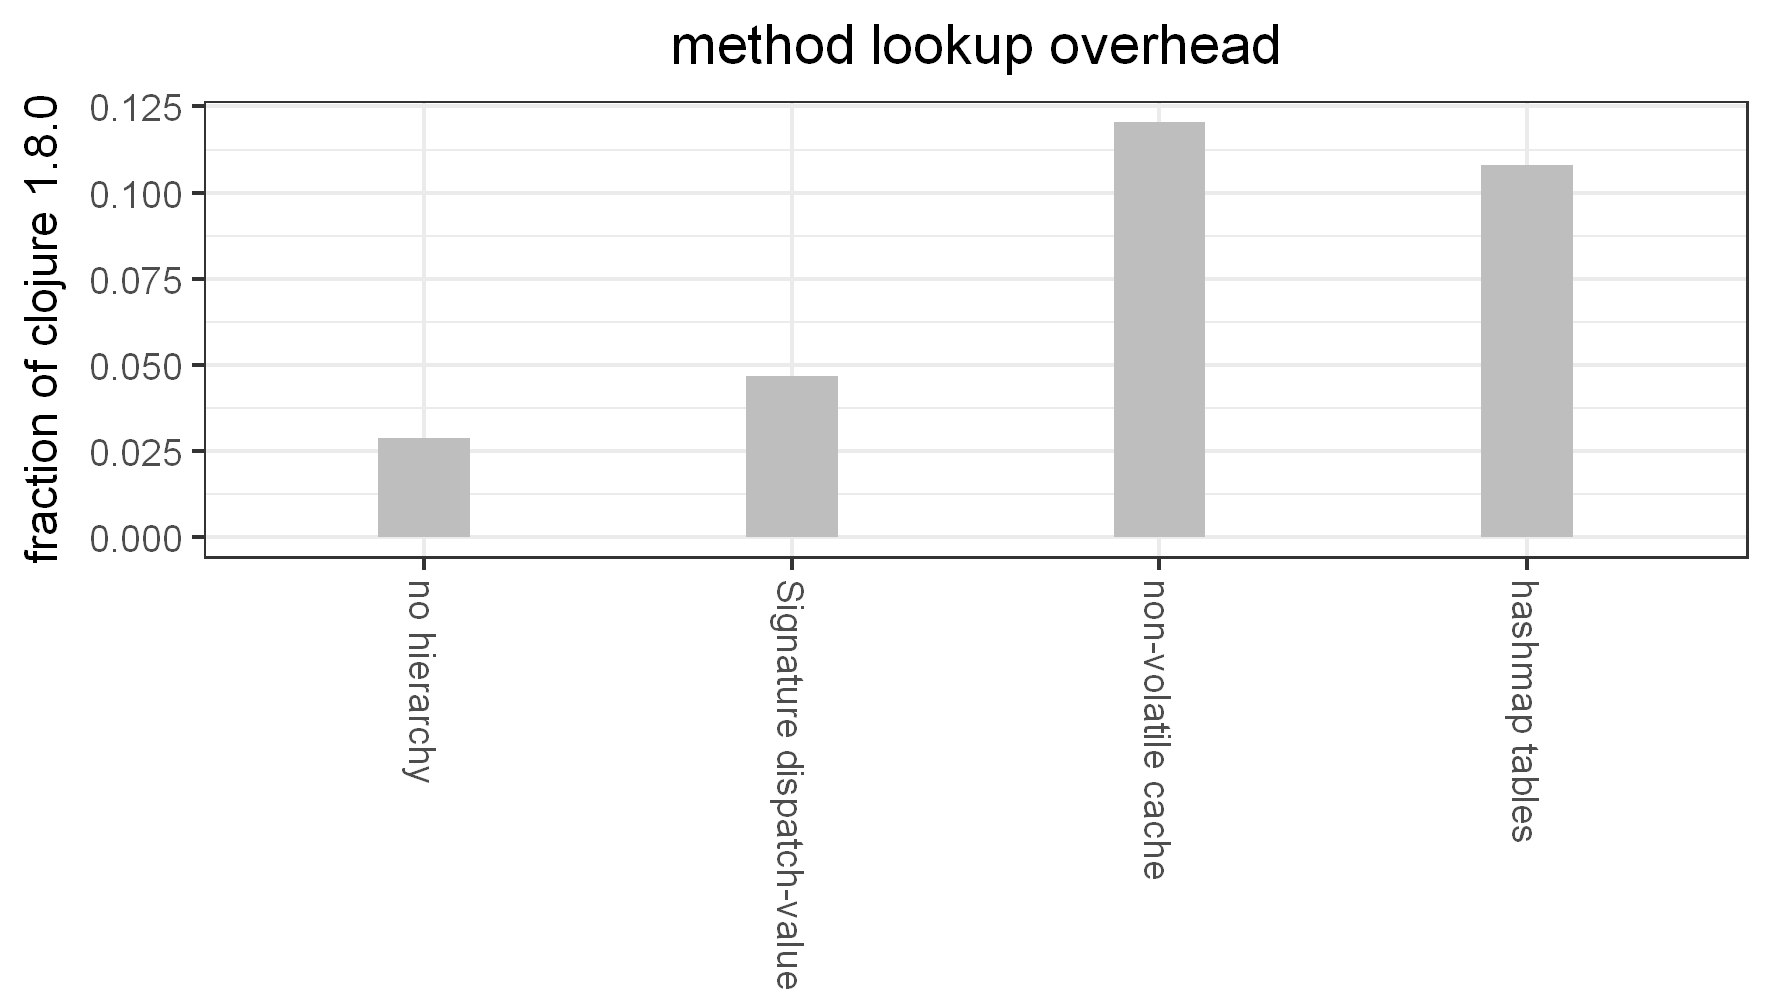 method lookup overhead
fraction of clojure 1.8.0
0.125
0.100
0.075
0.050
0.025
0.000
no hierarchy
Signature dispatch-value
non-volatile cache
hashmap tables